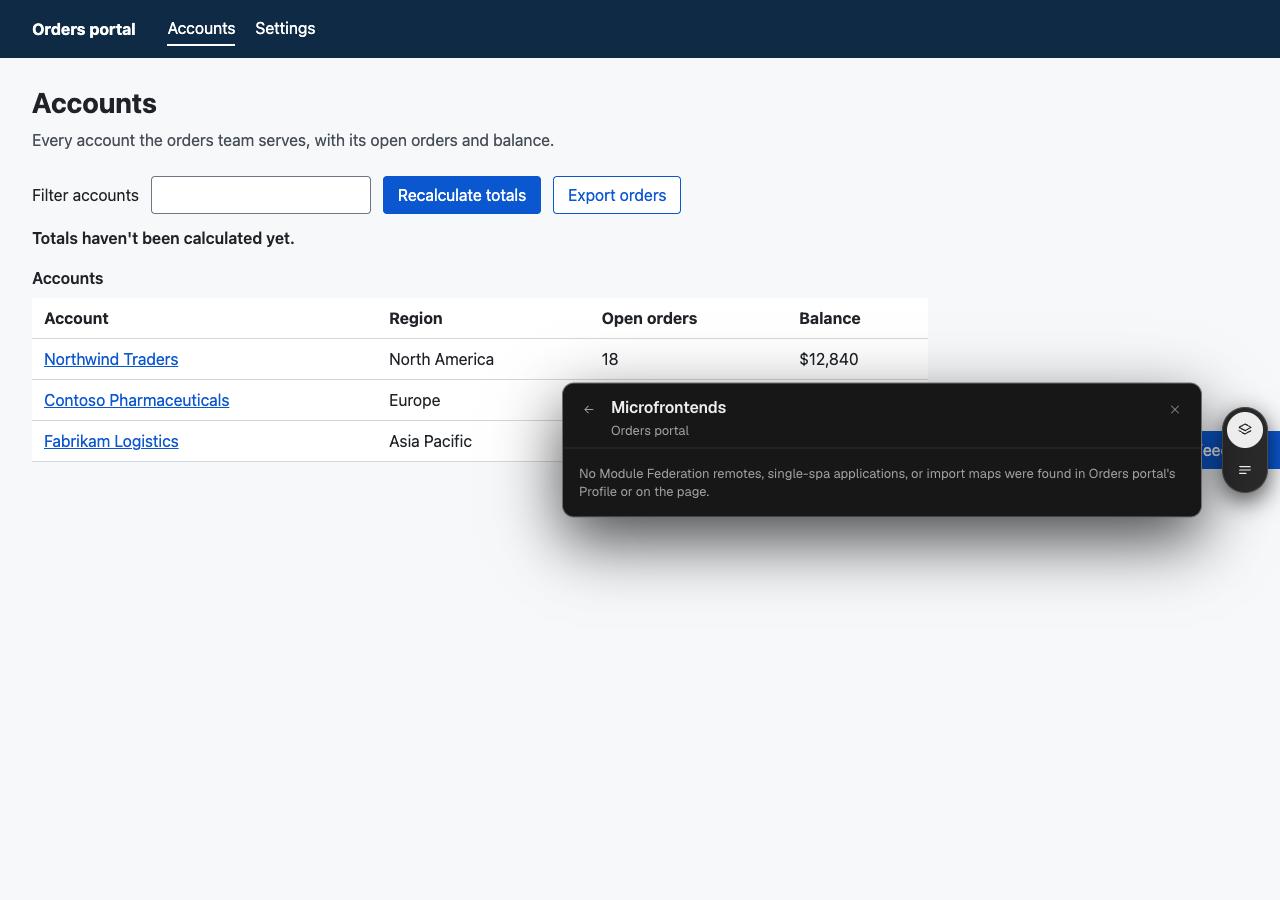 Orders portal
Accounts
Settings
Accounts
Every account the orders team serves, with its open orders and balance.
Filter accounts
Recalculate totals
Export orders
Totals haven't been calculated yet.
Accounts
Account Region Open orders Balance
Northwind Traders North America 18 $12,840
Contoso Pharmaceuticals Europe
Fabrikam Logistics Asia Pacific
Microfrontends
Orders portal
No Module Federation remotes, single-spa applications, or import maps were found in Orders portal's
Profile or on the page.